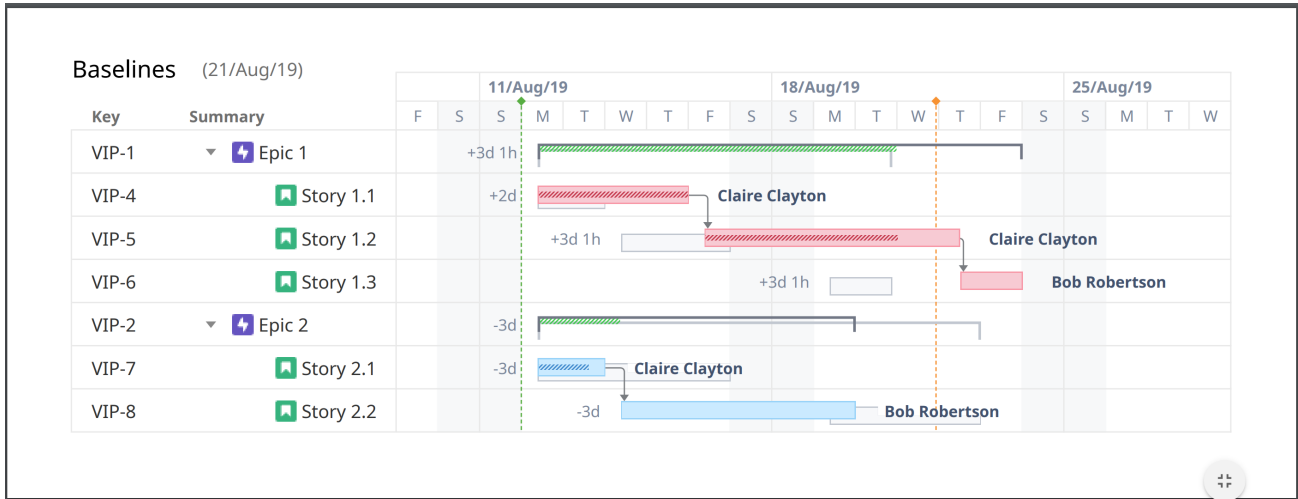 Baselines (21/Aug/19)
11/Aug/19 18/Aug/19 25/Aug/19
Key Summary F S S M T W T F S S M T W T F S S M T W
VIP-1 Epic 1 +3d 1h
VIP-4 Story 1.1 +2d Claire Clayton
VIP-5 Story 1.2 +3d 1h Claire Clayton
VIP-6 Story 1.3 +3d 1h Bob Robertson
VIP-2 Epic 2 -3d
VIP-7 Story 2.1 -3d Claire Clayton
VIP-8 Story 2.2 -3d Bob Robertson